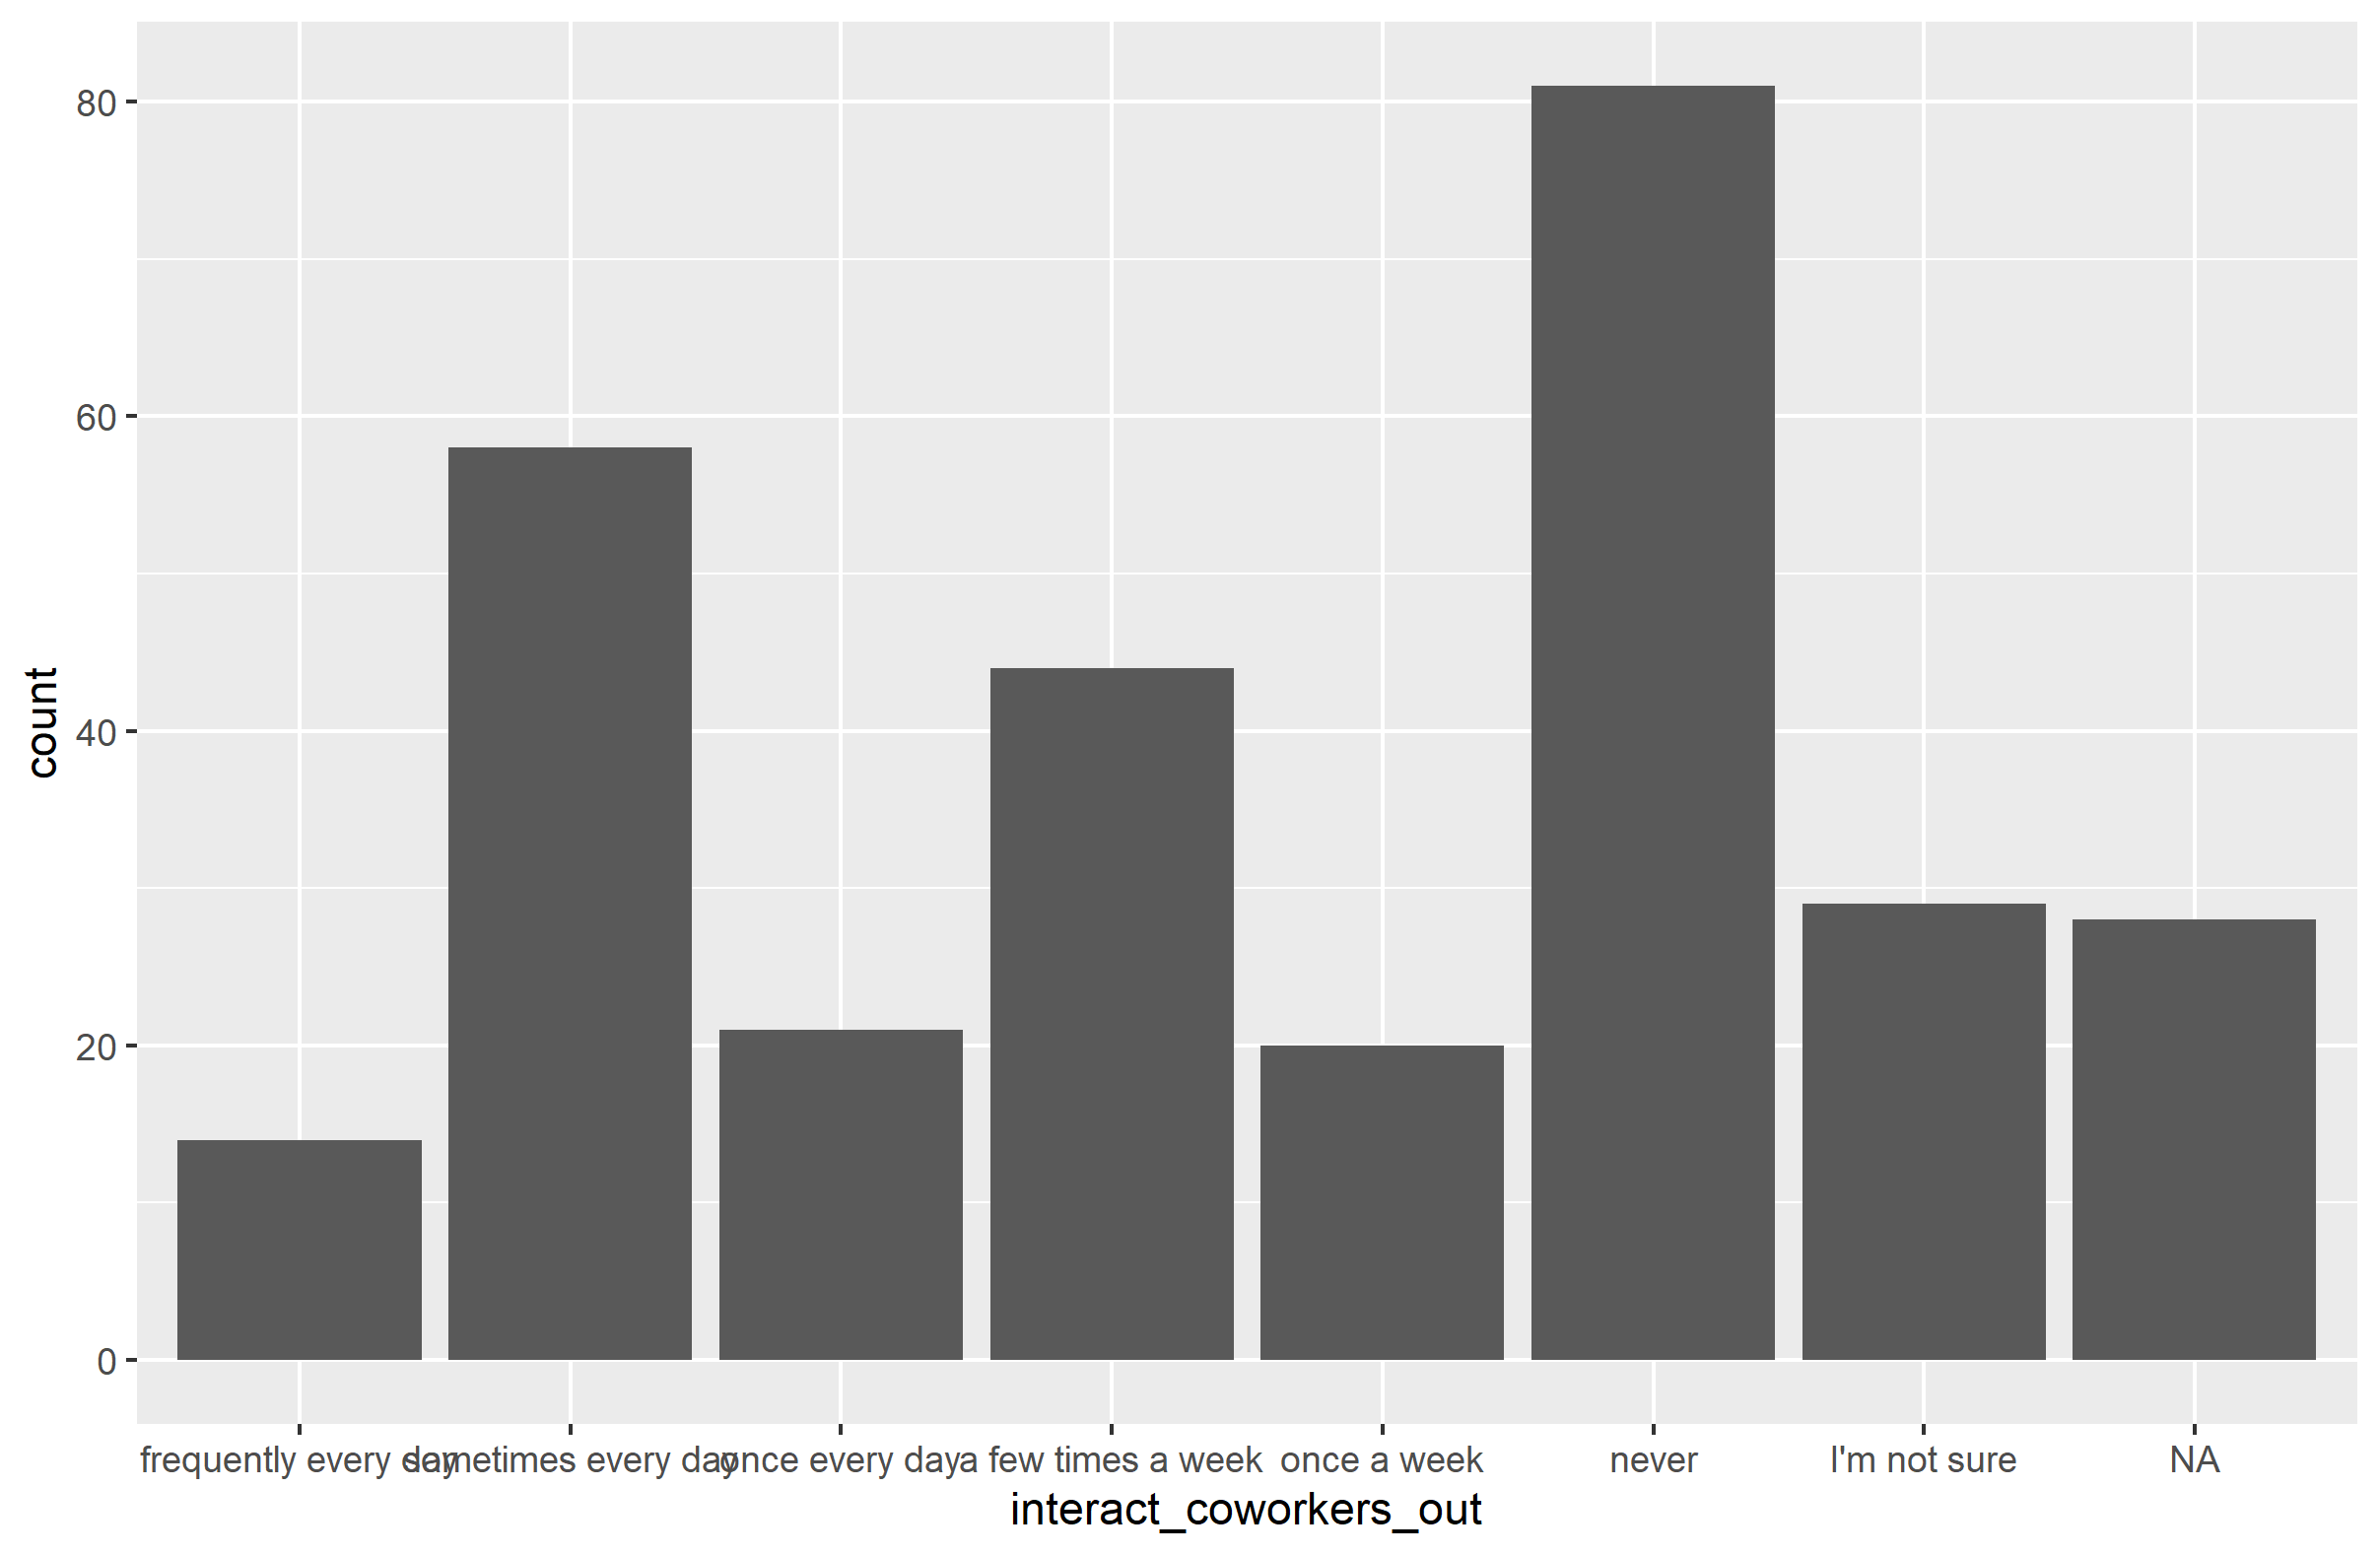 80
60
40
20
0
count
frequently every day sometimes every day once every day a few times a week once a week never I'm not sure NA
interact_coworkers_out